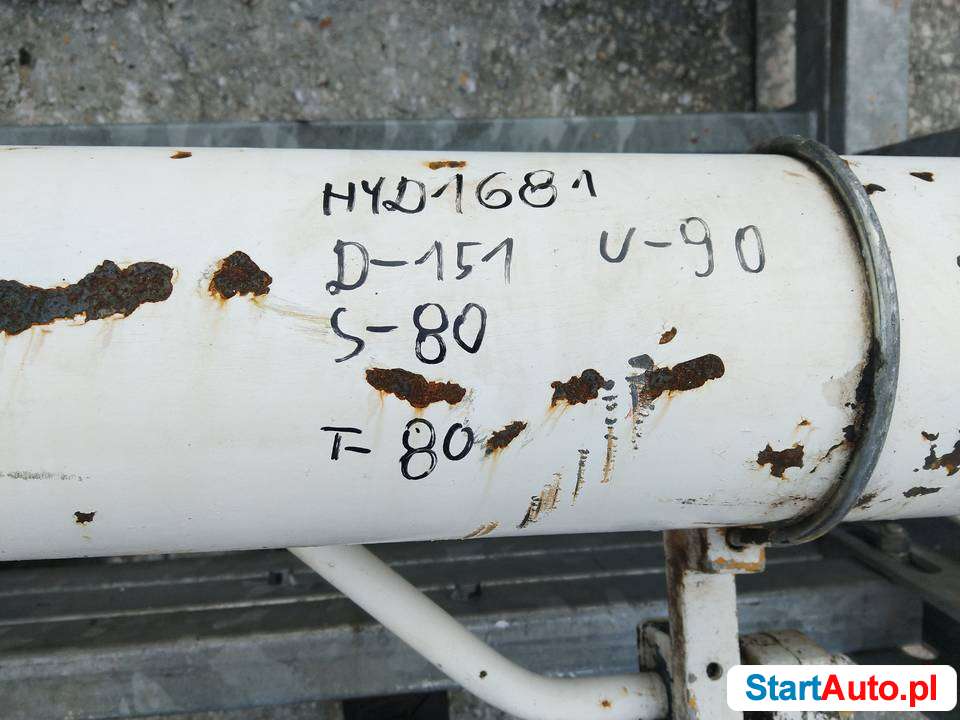 HYD1681
D-151 U-90
S-80
T-80
StartAuto.pl